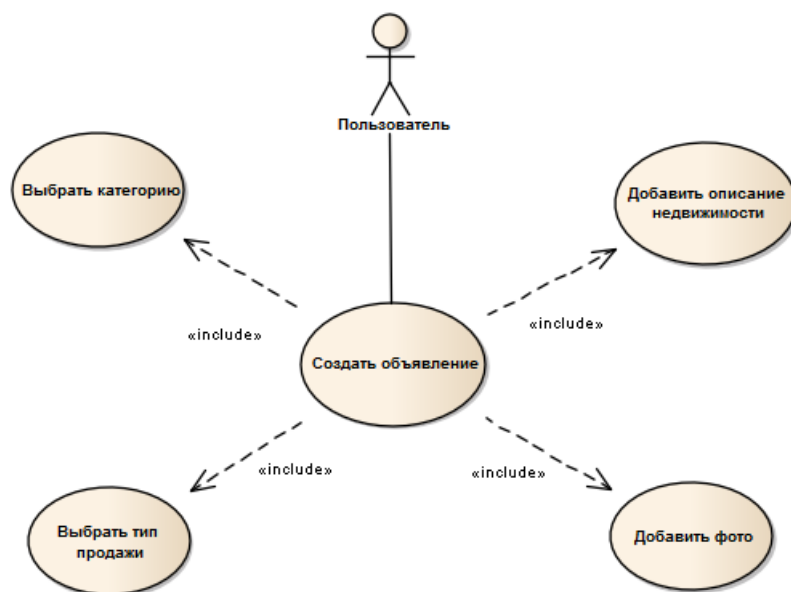 Пользователь
Выбрать категорию
Добавить описание
недвижимости
«include»
«include»
Создать объявление
«include»
«include»
Выбрать тип
продажи
Добавить фото